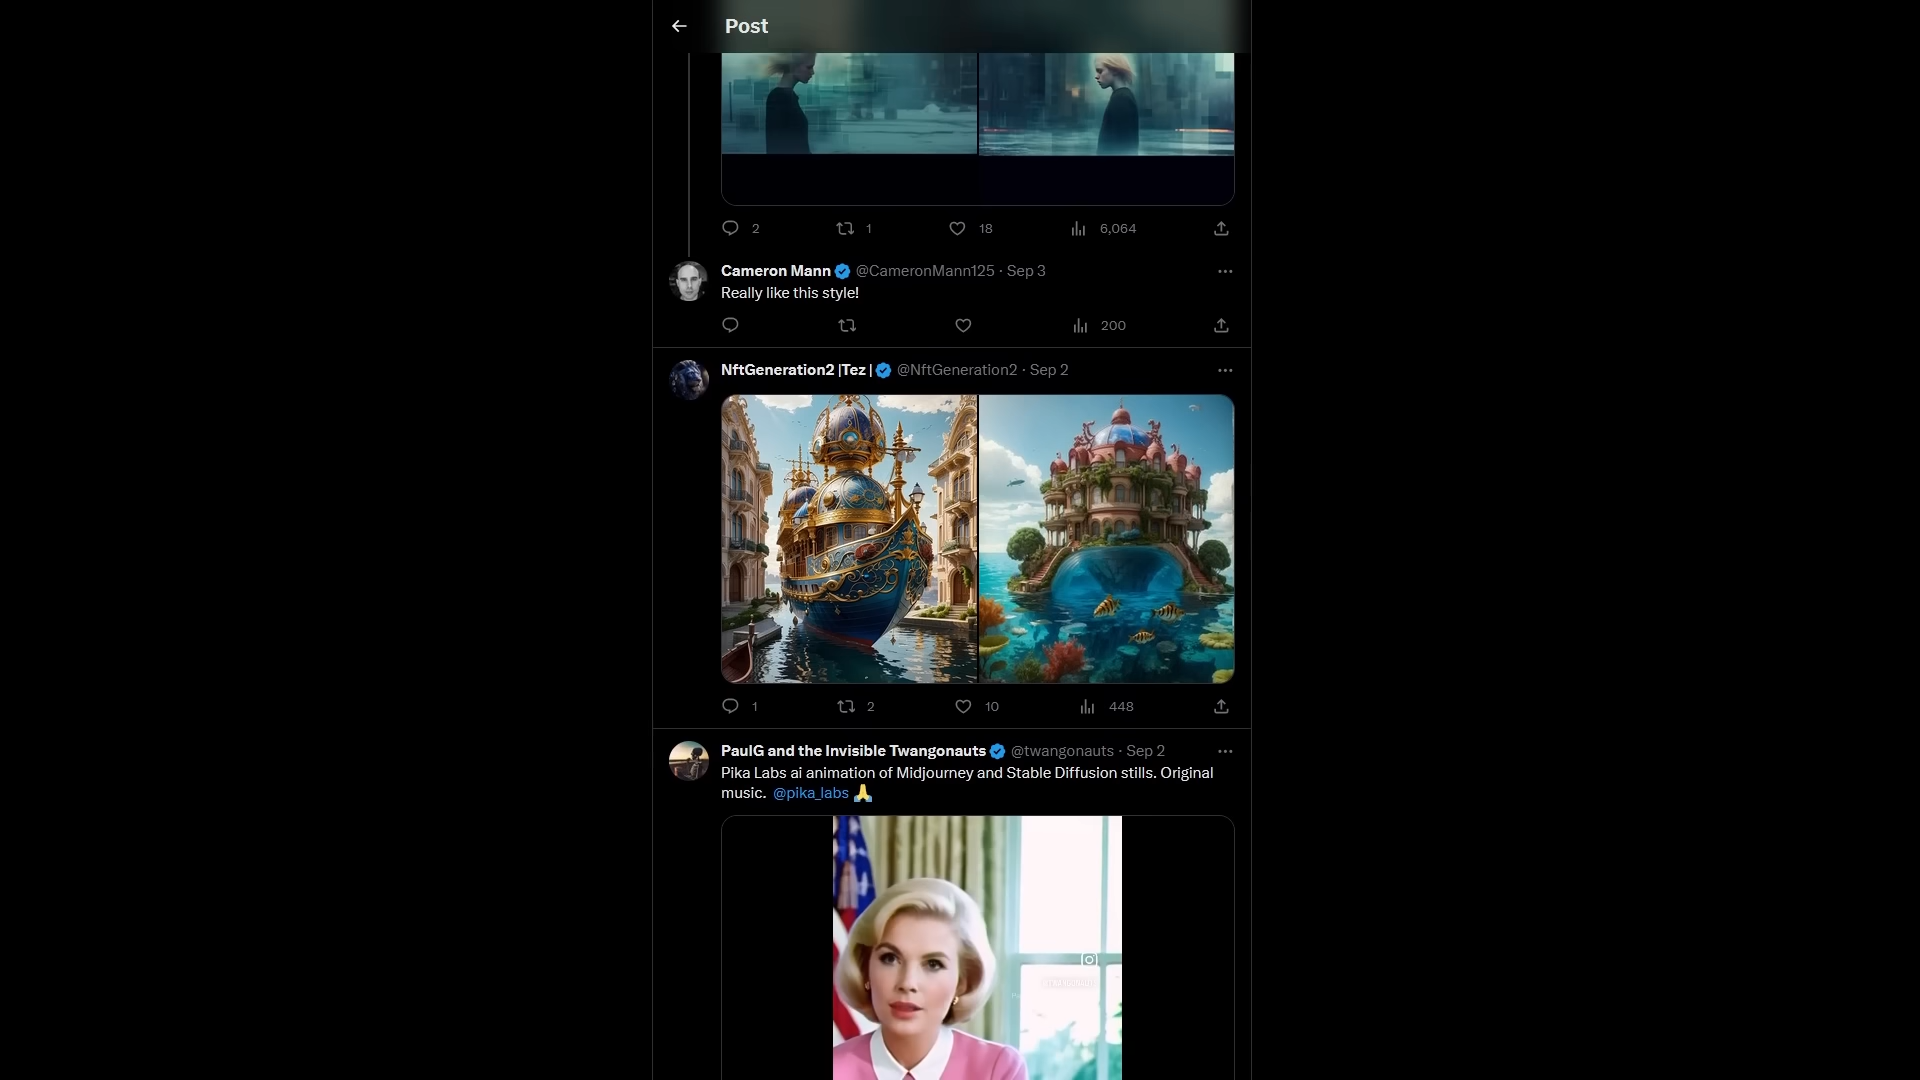 Post
2 1 18 6,064
Cameron Mann @CameronMann125 · Sep 3
Really like this style!
200
NftGeneration2 |Tez | @NftGeneration2 · Sep 2
1 2 10 448
PaulG and the Invisible Twangonauts @twangonauts · Sep 2
Pika Labs ai animation of Midjourney and Stable Diffusion stills. Original
music. @pika_labs 🙏